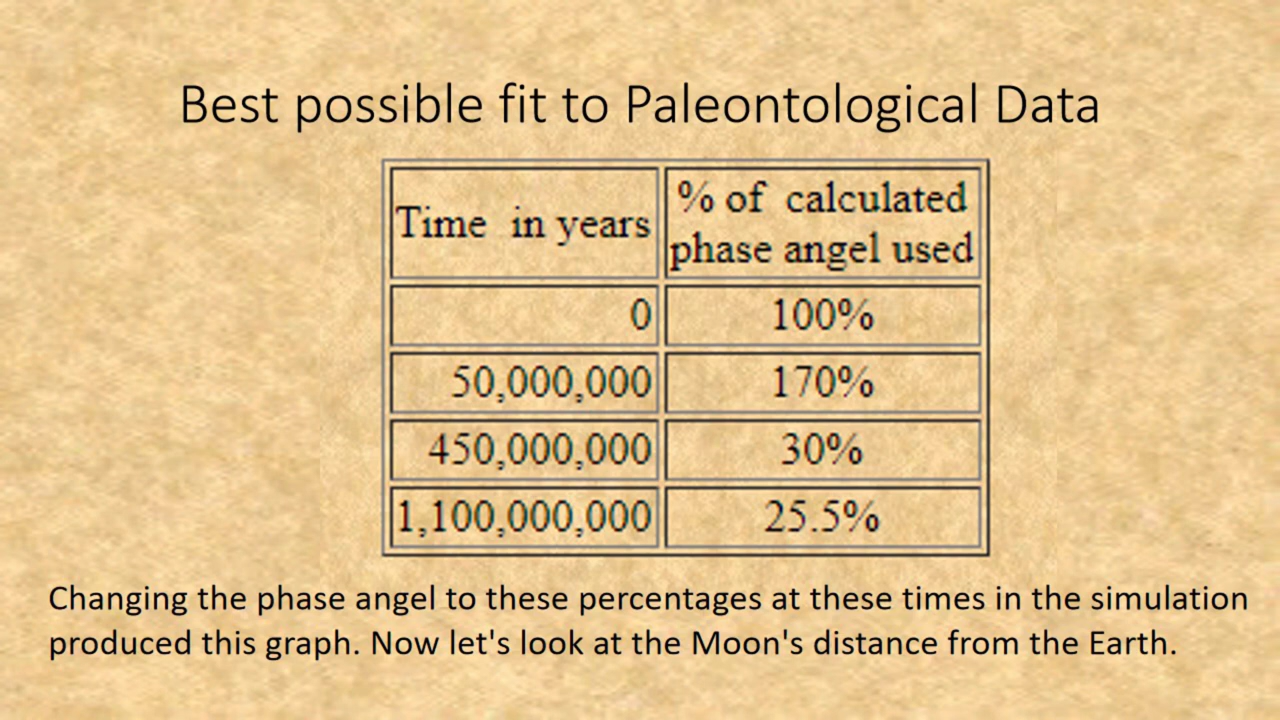 Best possible fit to Paleontological Data
Time in years
% of calculated
phase angel used
0
100%
50,000,000
170%
450,000,000
30%
1,100,000,000
25.5%
Changing the phase angel to these percentages at these times in the simulation
produced this graph. Now let's look at the Moon's distance from the Earth.